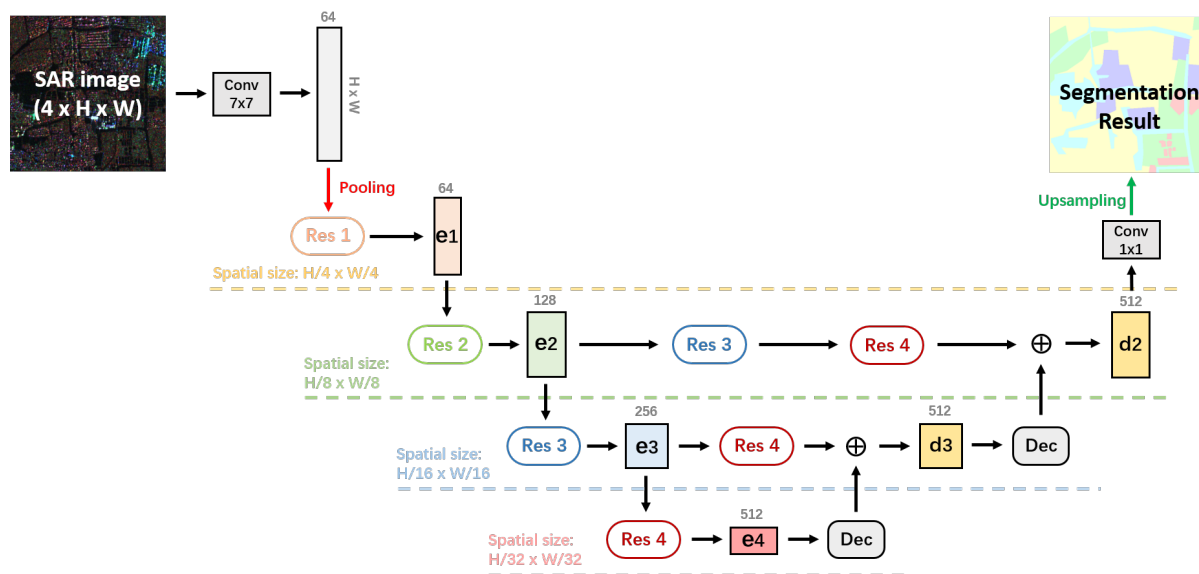 SAR image
(4 x H x W)
Conv
7x7
64
H x W
Pooling
Res 1
64
e1
Spatial size: H/4 x W/4
Segmentation
Result
Upsampling
Conv
1x1
Res 2
128
e2
Res 3
Res 4
⊕
512
d2
Spatial size:
H/8 x W/8
Res 3
256
e3
Res 4
⊕
512
d3
Dec
Spatial size:
H/16 x W/16
Res 4
512
e4
Dec
Spatial size:
H/32 x W/32